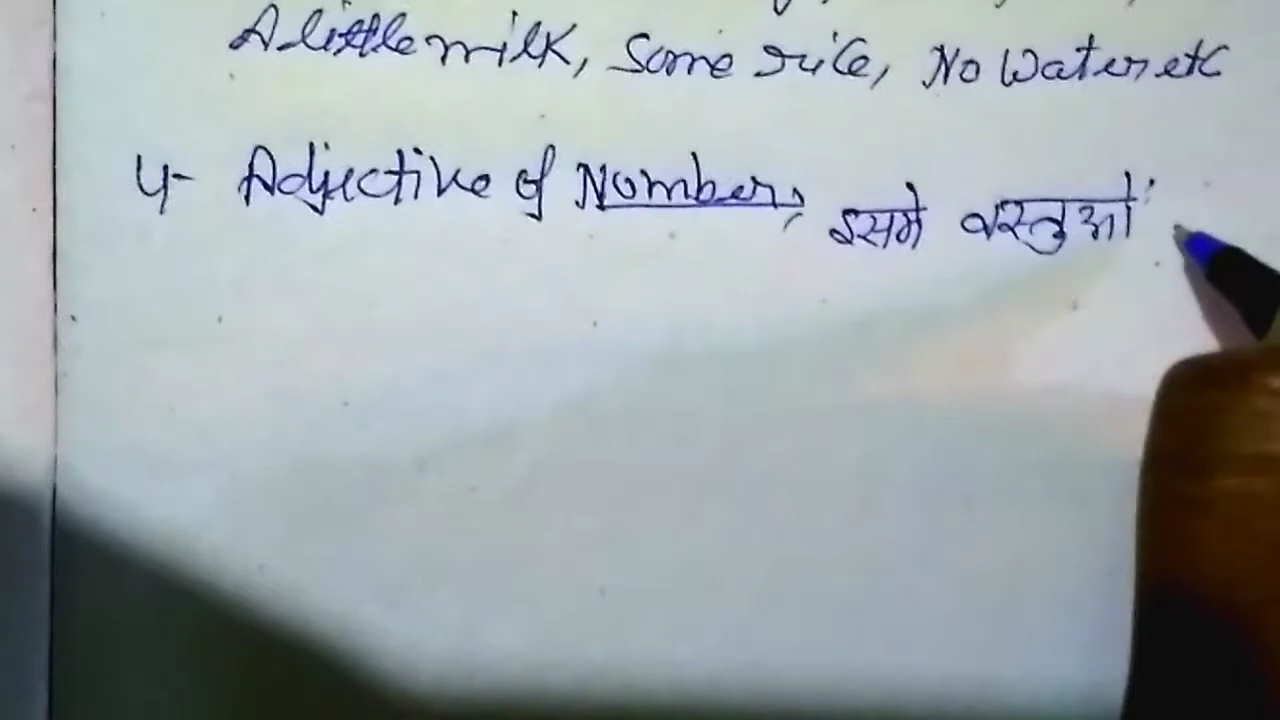 A little milk, Some rice, No Water etc
4- Adjective of Number, इसमे वस्तुओं